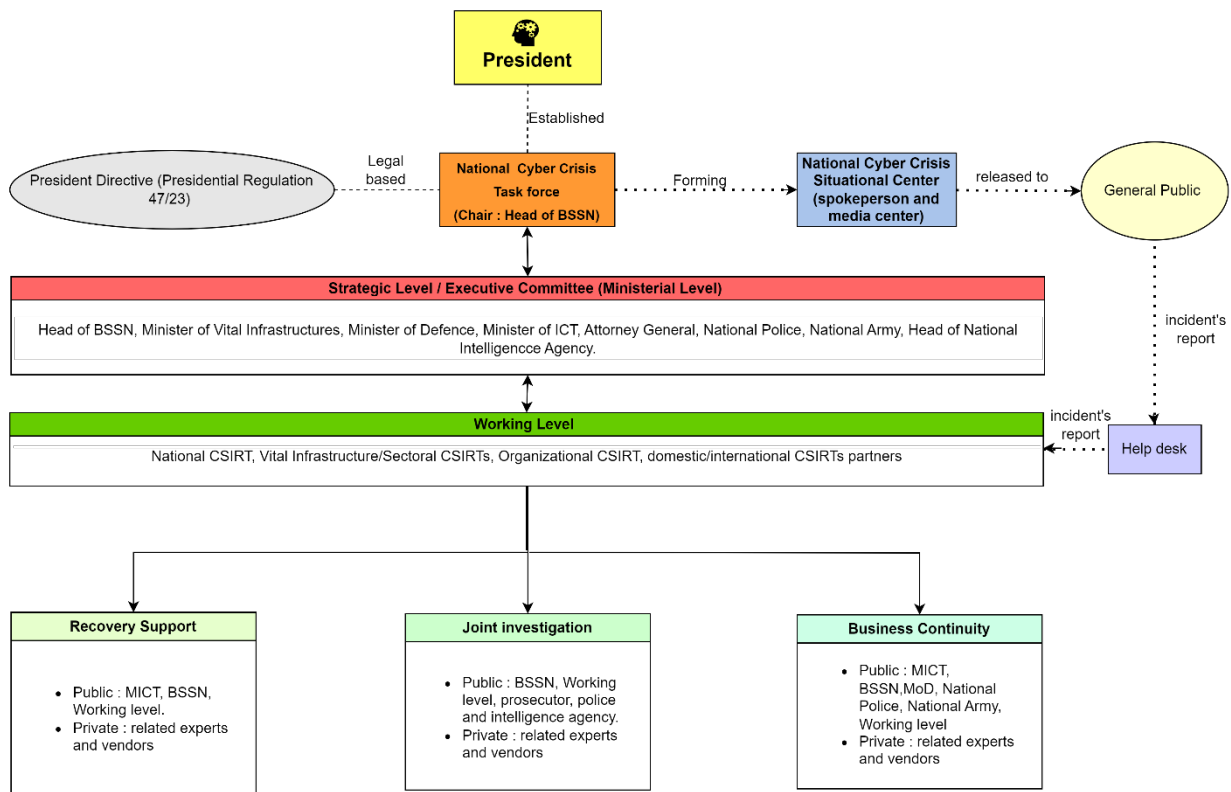 President
Established
President Directive (Presidential Regulation
47/23)
Legal
based
National  Cyber Crisis
Task force
(Chair : Head of BSSN)
Forming
National Cyber Crisis
Situational Center
(spokeperson and
media center)
released to
General Public
Strategic Level / Executive Committee (Ministerial Level)
Head of BSSN, Minister of Vital Infrastructures, Minister of Defence, Minister of ICT, Attorney General, National Police, National Army, Head of National
Intelligencce Agency.
incident's
report
Working Level
National CSIRT, Vital Infrastructure/Sectoral CSIRTs, Organizational CSIRT, domestic/international CSIRTs partners
incident's
report
Help desk
Recovery Support
• Public : MICT, BSSN,
Working level.
• Private : related experts
and vendors
Joint investigation
• Public : BSSN, Working
level, prosecutor, police
and intelligence agency.
• Private : related experts
and vendors
Business Continuity
• Public : MICT,
BSSN,MoD, National
Police, National Army,
Working level
• Private : related experts
and vendors